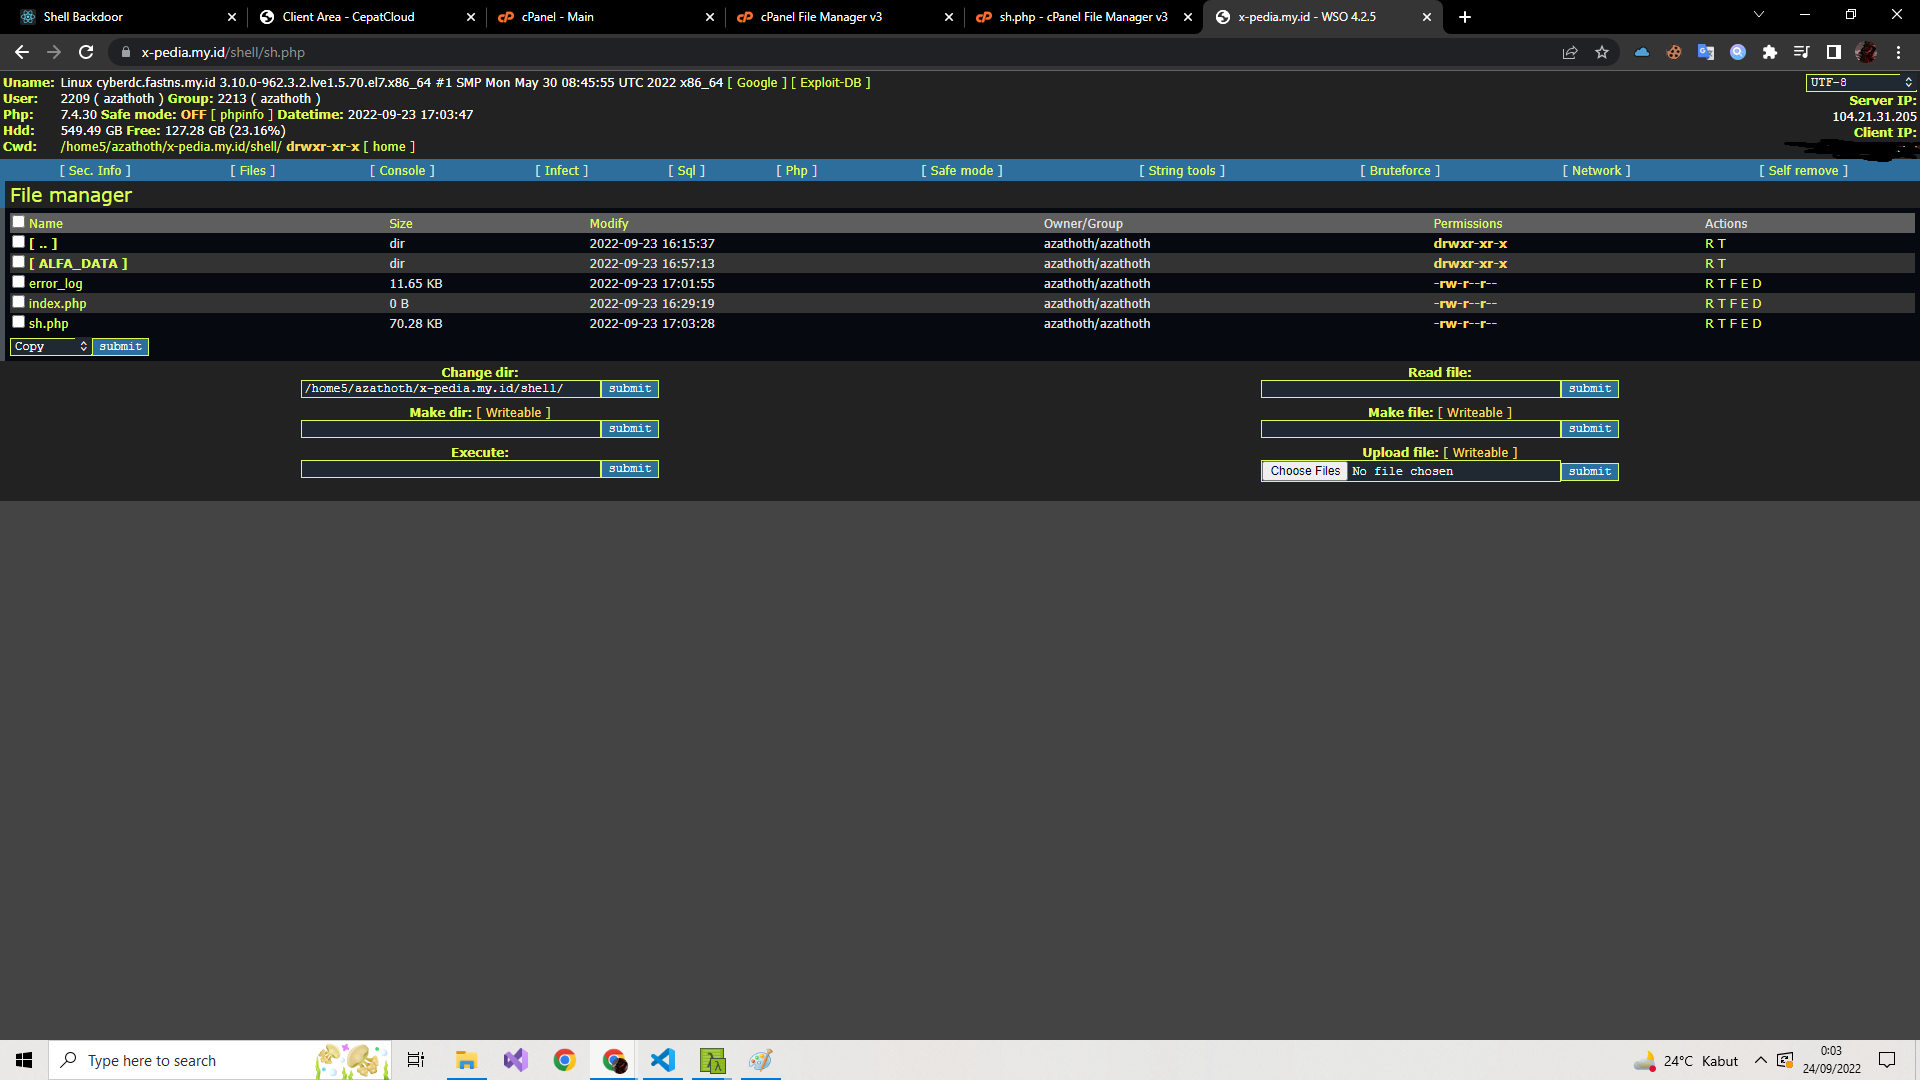 Shell Backdoor
Client Area - CepatCloud
cPanel - Main
cPanel File Manager v3
sh.php - cPanel File Manager v3
x-pedia.my.id - WSO 4.2.5
x-pedia.my.id/shell/sh.php
Uname: Linux cyberdc.fastns.my.id 3.10.0-962.3.2.lve1.5.70.el7.x86_64 #1 SMP Mon May 30 08:45:55 UTC 2022 x86_64 [ Google ] [ Exploit-DB ]
UTF-8
User: 2209 ( azathoth ) Group: 2213 ( azathoth )
Server IP:
Php: 7.4.30 Safe mode: OFF [ phpinfo ] Datetime: 2022-09-23 17:03:47
104.21.31.205
Hdd: 549.49 GB Free: 127.28 GB (23.16%)
Client IP:
Cwd: /home5/azathoth/x-pedia.my.id/shell/ drwxr-xr-x [ home ]
[ Sec. Info ] [ Files ] [ Console ] [ Infect ] [ Sql ] [ Php ] [ Safe mode ] [ String tools ] [ Bruteforce ] [ Network ] [ Self remove ]
File manager
Name Size Modify Owner/Group Permissions Actions
[ .. ] dir 2022-09-23 16:15:37 azathoth/azathoth drwxr-xr-x R T
[ ALFA_DATA ] dir 2022-09-23 16:57:13 azathoth/azathoth drwxr-xr-x R T
error_log 11.65 KB 2022-09-23 17:01:55 azathoth/azathoth -rw-r--r-- R T F E D
index.php 0 B 2022-09-23 16:29:19 azathoth/azathoth -rw-r--r-- R T F E D
sh.php 70.28 KB 2022-09-23 17:03:28 azathoth/azathoth -rw-r--r-- R T F E D
Copy submit
Change dir:
/home5/azathoth/x-pedia.my.id/shell/ submit
Read file:
submit
Make dir: [ Writeable ]
submit
Make file: [ Writeable ]
submit
Execute:
submit
Upload file: [ Writeable ]
Choose Files No file chosen submit
Type here to search
24°C Kabut
0:03
24/09/2022